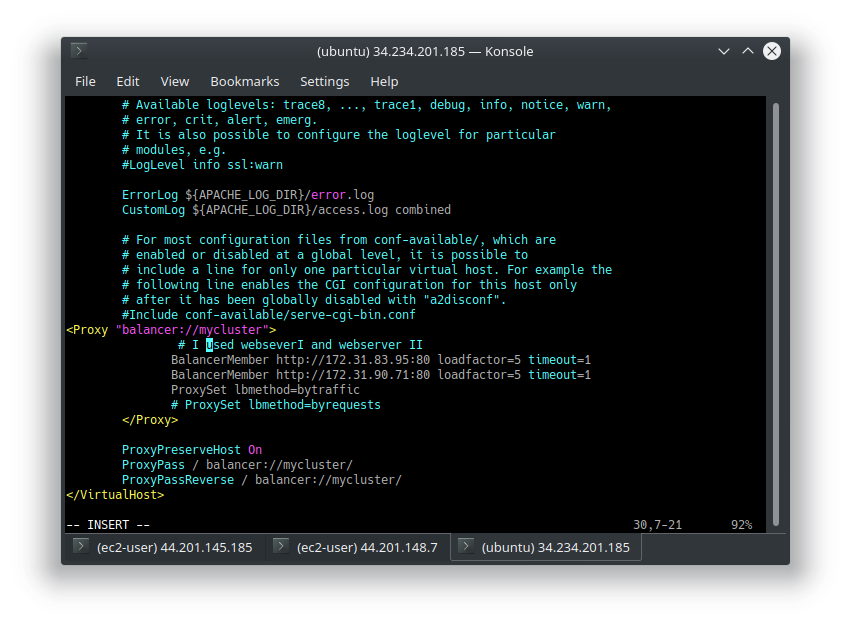 (ubuntu) 34.234.201.185 — Konsole
File Edit View Bookmarks Settings Help
# Available loglevels: trace8, ..., trace1, debug, info, notice, warn,
# error, crit, alert, emerg.
# It is also possible to configure the loglevel for particular
# modules, e.g.
#LogLevel info ssl:warn
ErrorLog ${APACHE_LOG_DIR}/error.log
CustomLog ${APACHE_LOG_DIR}/access.log combined
# For most configuration files from conf-available/, which are
# enabled or disabled at a global level, it is possible to
# include a line for only one particular virtual host. For example the
# following line enables the CGI configuration for this host only
# after it has been globally disabled with "a2disconf".
#Include conf-available/serve-cgi-bin.conf
<Proxy "balancer://mycluster">
# I used webseverI and webserver II
BalancerMember http://172.31.83.95:80 loadfactor=5 timeout=1
BalancerMember http://172.31.90.71:80 loadfactor=5 timeout=1
ProxySet lbmethod=bytraffic
# ProxySet lbmethod=byrequests
</Proxy>
ProxyPreserveHost On
ProxyPass / balancer://mycluster/
ProxyPassReverse / balancer://mycluster/
</VirtualHost>
-- INSERT -- 30,7-21 92%
(ec2-user) 44.201.145.185 (ec2-user) 44.201.148.7 (ubuntu) 34.234.201.185